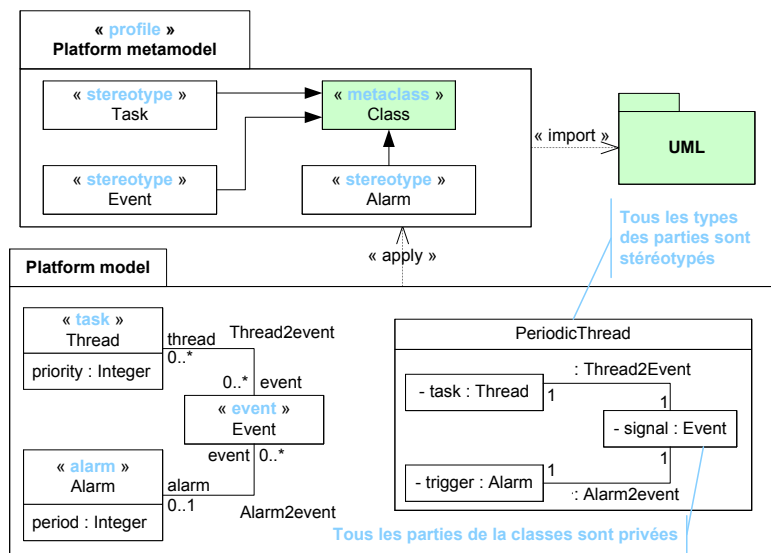 « profile »
Platform metamodel
« stereotype »
Task
« metaclass »
Class
« import »
UML
« stereotype »
Event
« stereotype »
Alarm
Tous les types
des parties sont
stéréotypés
« apply »
Platform model
« task »
Thread
priority : Integer
thread
0..*
Thread2event
0..*
event
« event »
Event
event
0..*
« alarm »
Alarm
period : Integer
alarm
0..1
Alarm2event
PeriodicThread
: Thread2Event
- task : Thread
1
1
- signal : Event
1
1
- trigger : Alarm
: Alarm2event
Tous les parties de la classes sont privées